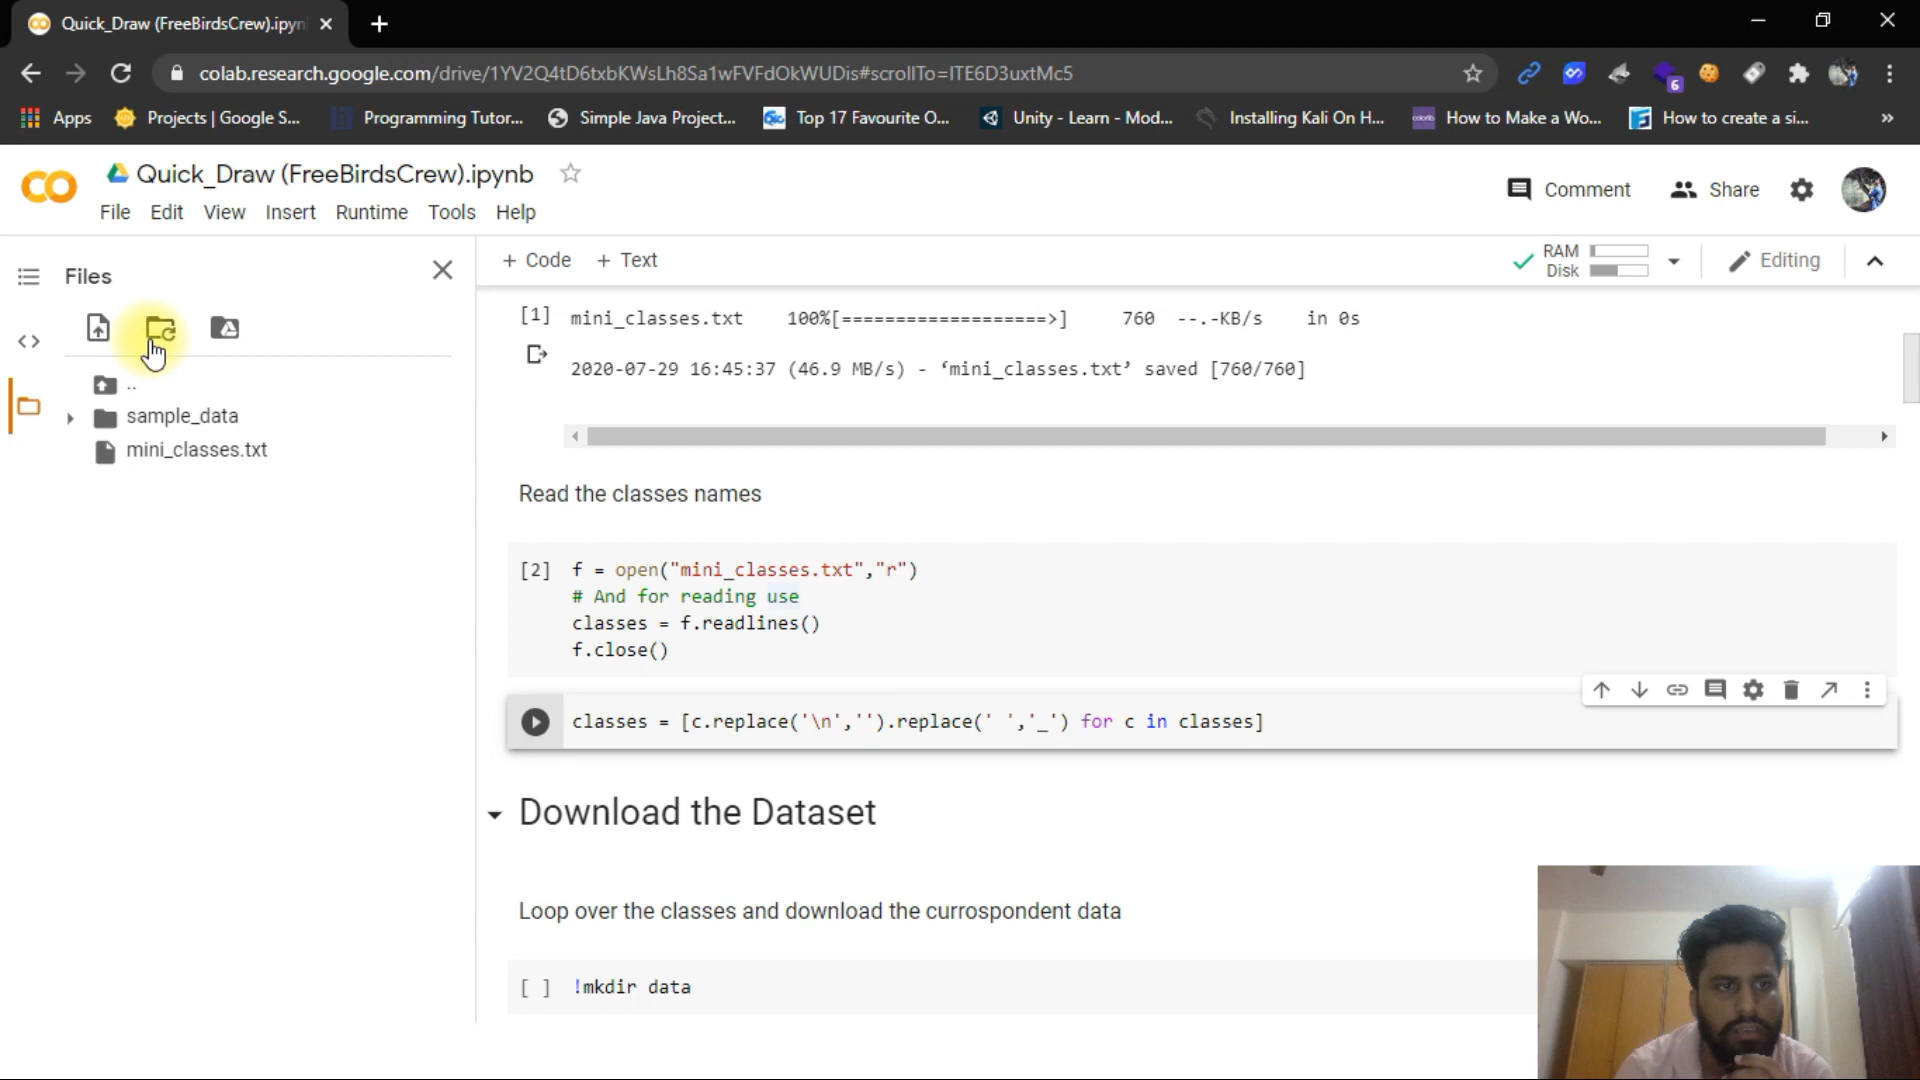 Quick_Draw (FreeBirdsCrew).ipyn
colab.research.google.com/drive/1YV2Q4tD6txbKWsLh8Sa1wFVFdOkWUDis#scrollTo=ITE6D3uxtMc5
6
Apps Projects | Google S... Programming Tutor... Simple Java Project... Top 17 Favourite O... Unity - Learn - Mod... Installing Kali On H... How to Make a Wo... How to create a si... »
Quick_Draw (FreeBirdsCrew).ipynb
File Edit View Insert Runtime Tools Help
Comment Share
Files
+ Code + Text
RAM
Disk
Editing
..
sample_data
mini_classes.txt
[1] mini_classes.txt 100%[===================>] 760 --.-KB/s in 0s
2020-07-29 16:45:37 (46.9 MB/s) - ‘mini_classes.txt’ saved [760/760]
Read the classes names
[2] f = open("mini_classes.txt","r")
# And for reading use
classes = f.readlines()
f.close()
classes = [c.replace('\n','').replace(' ','_') for c in classes]
Download the Dataset
Loop over the classes and download the currospondent data
[ ] !mkdir data